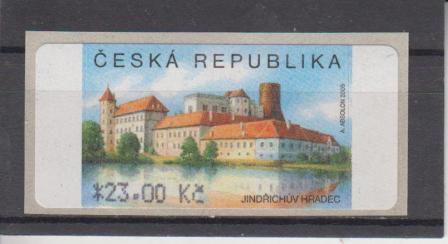 ČESKÁ REPUBLIKA
A. ABSOLON 2005
*23.00 Kč
JINDŘICHŮV HRADEC